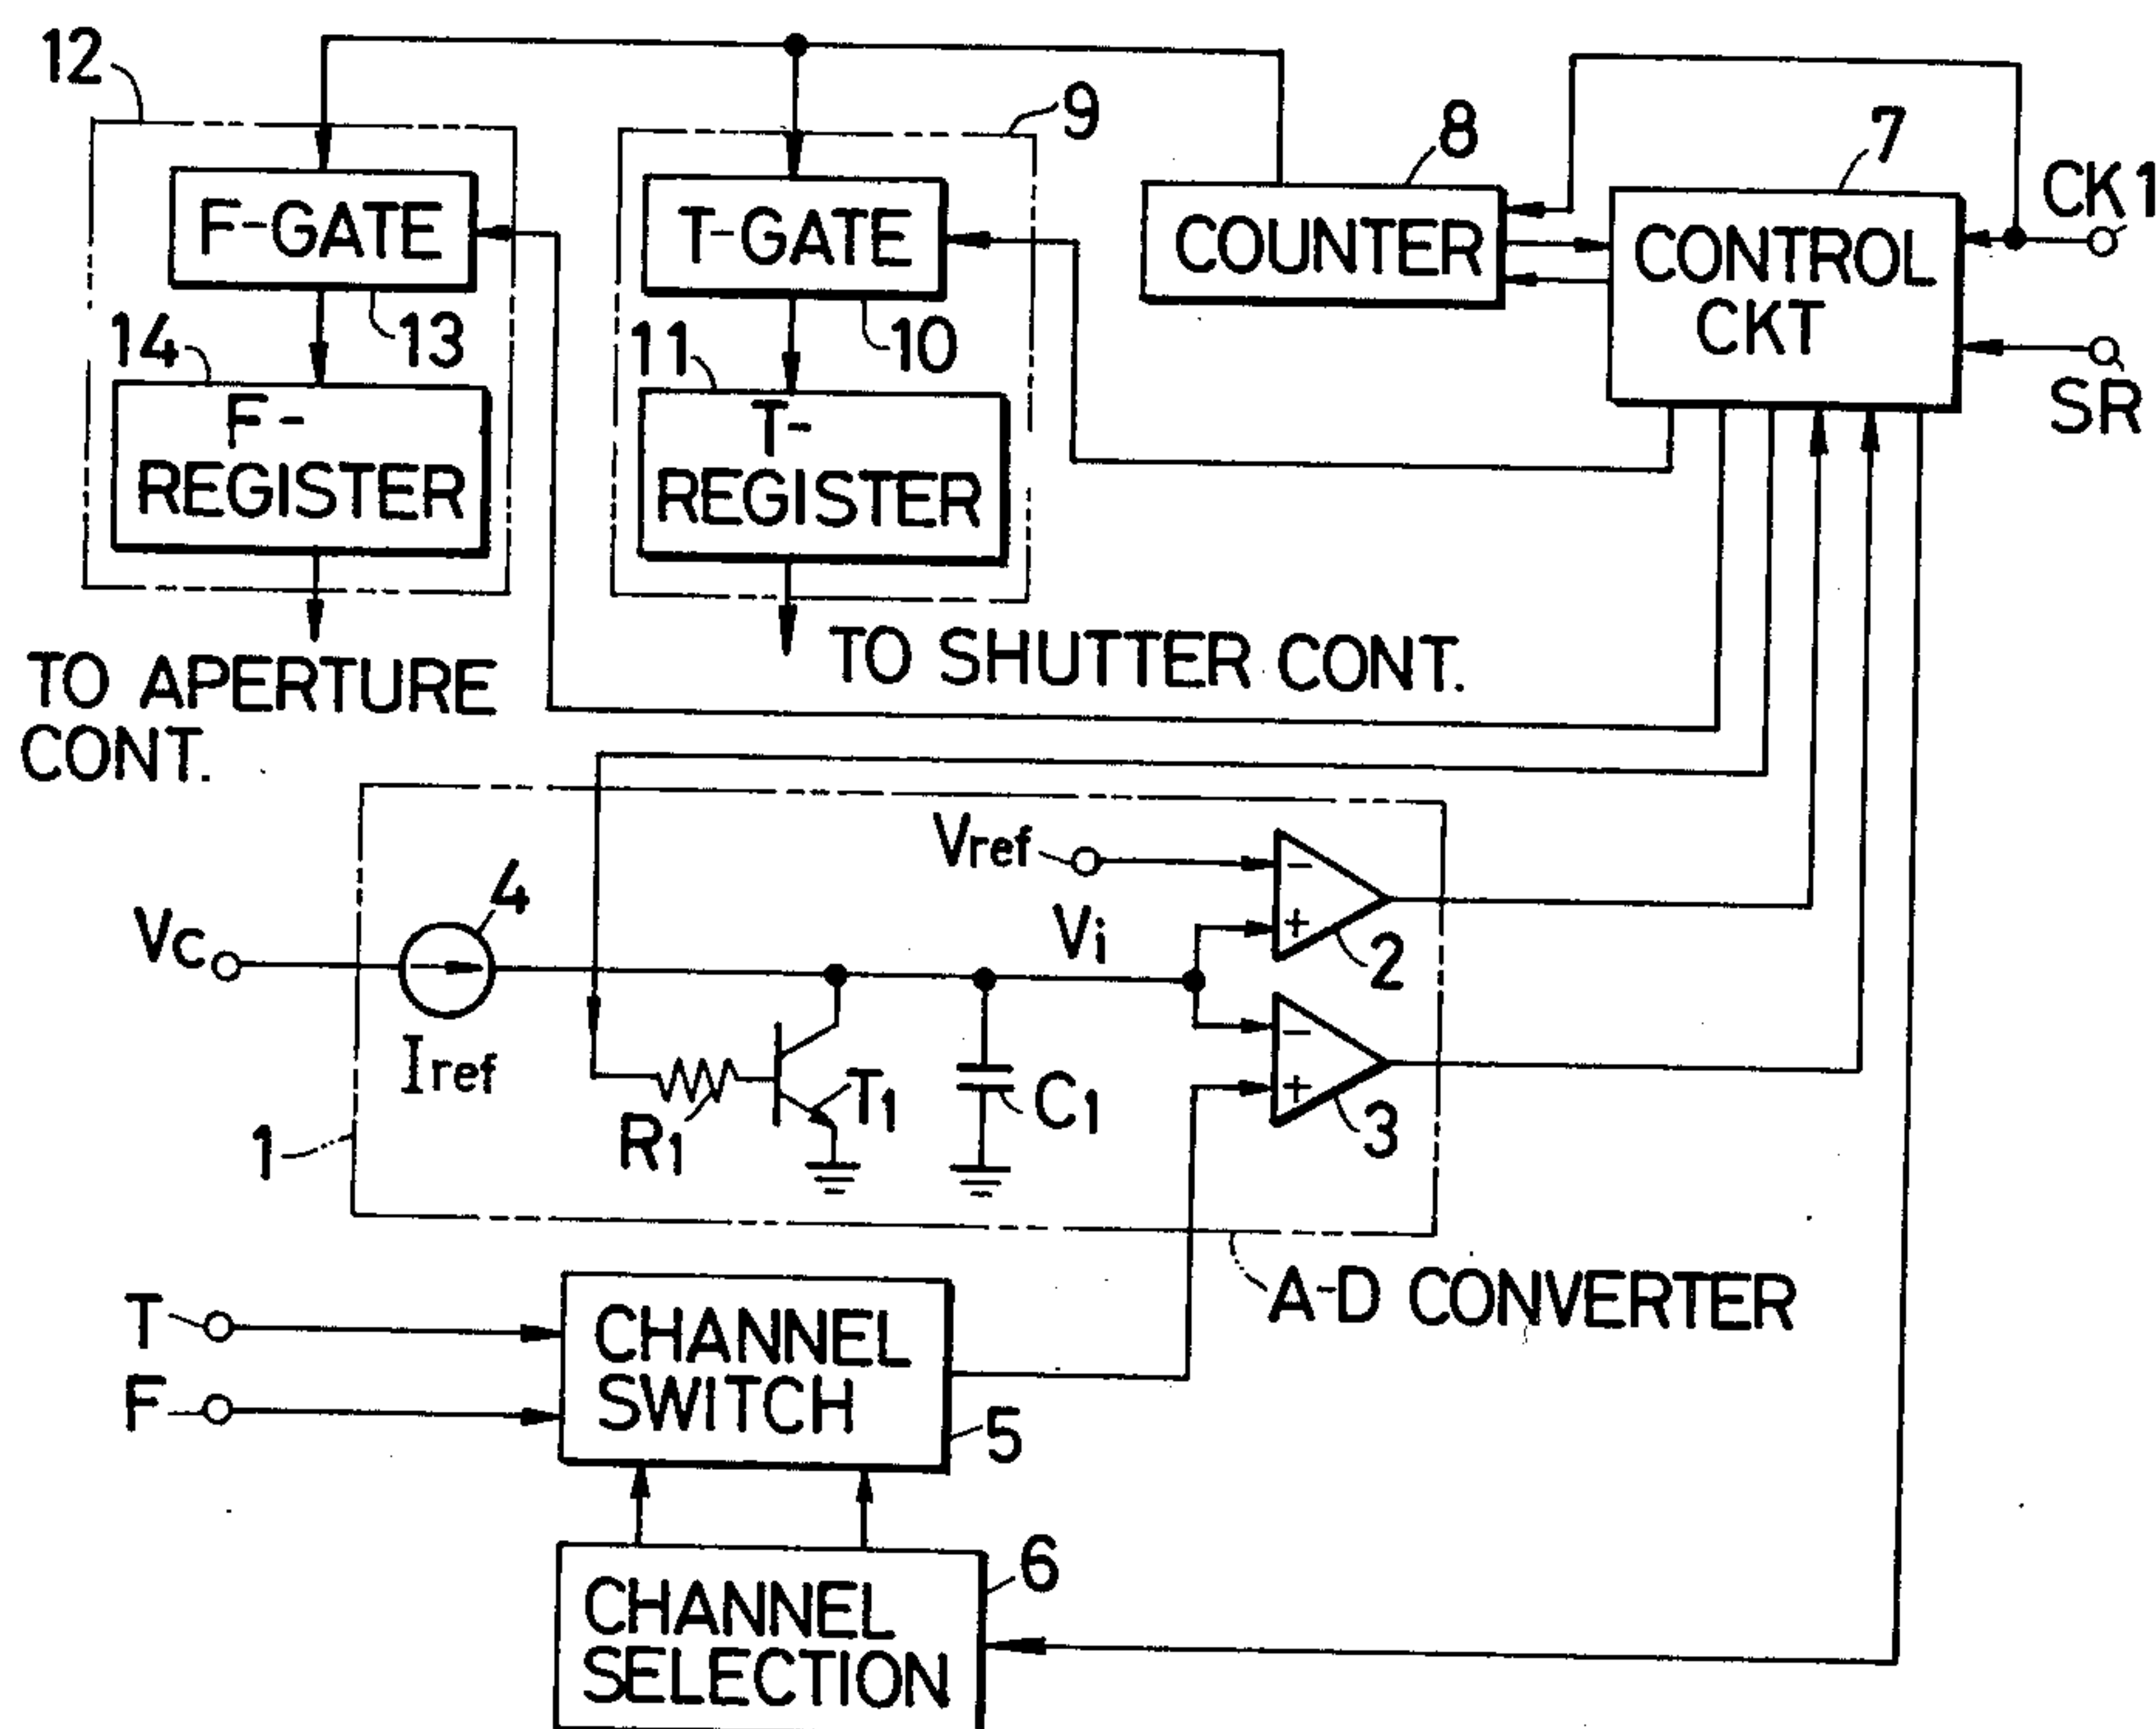 12
9
8
7
CK1
F-GATE
T-GATE
COUNTER
CONTROL
CKT
13
10
14
11
SR
F-
REGISTER
T-
REGISTER
TO SHUTTER CONT.
TO APERTURE
CONT.
Vref
4
Vc
Vi
2
Iref
R1
T1
C1
3
1
A-D CONVERTER
T
CHANNEL
SWITCH
F
5
6
CHANNEL
SELECTION
-
+
-
+